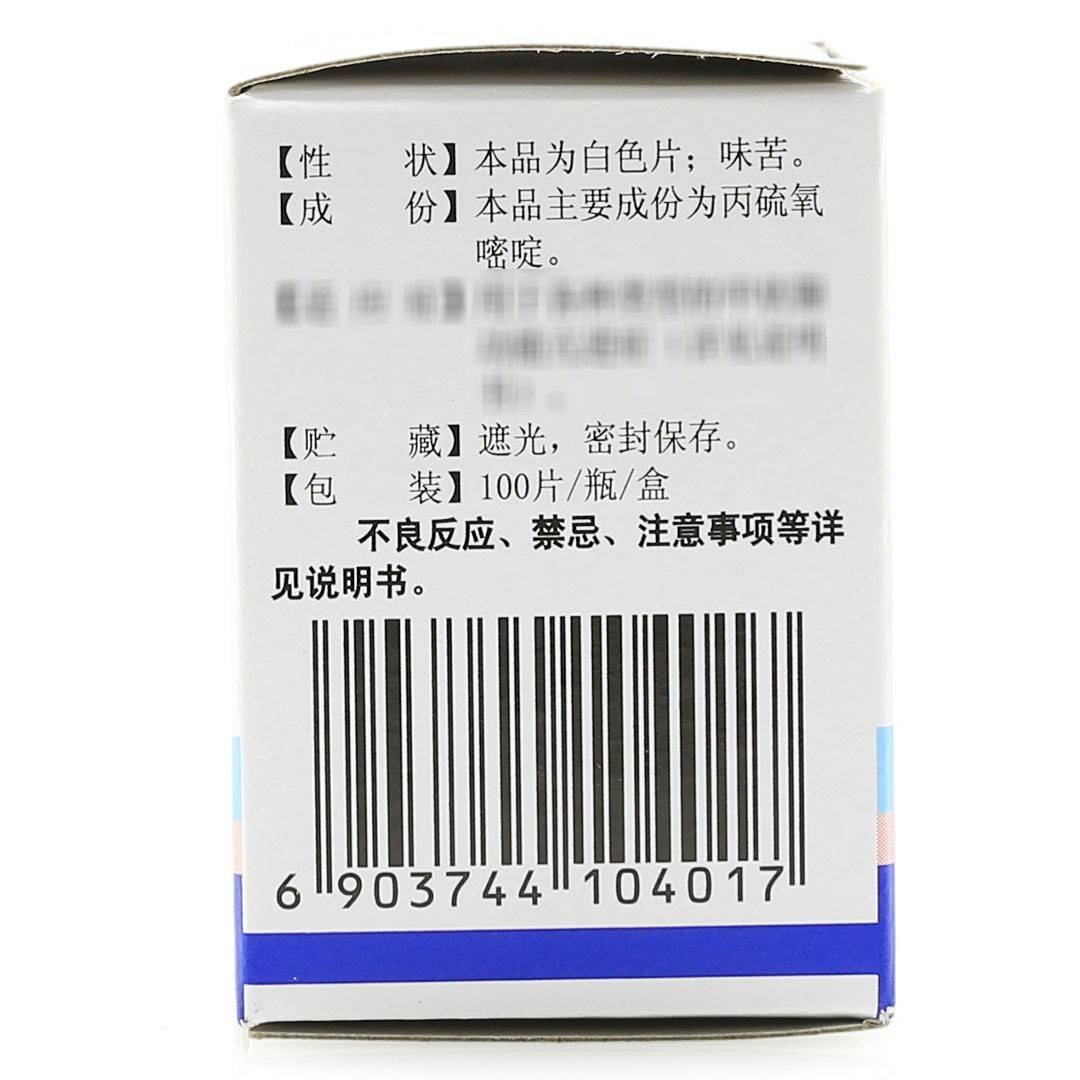 【性 状】本品为白色片；味苦。
【成 份】本品主要成份为丙硫氧
嘧啶。
【贮 藏】遮光，密封保存。
【包 装】100片/瓶/盒
不良反应、禁忌、注意事项等详
见说明书。
6 903744 104017